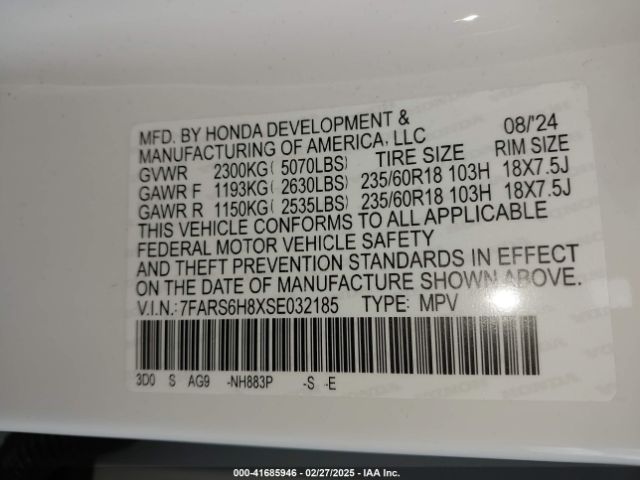 MFD. BY HONDA DEVELOPMENT & 08/'24
MANUFACTURING OF AMERICA, LLC
TIRE SIZE RIM SIZE
GVWR 2300KG( 5070LBS)
GAWR F 1193KG( 2630LBS) 235/60R18 103H 18X7.5J
GAWR R 1150KG( 2535LBS) 235/60R18 103H 18X7.5J
THIS VEHICLE CONFORMS TO ALL APPLICABLE
FEDERAL MOTOR VEHICLE SAFETY
AND THEFT PREVENTION STANDARDS IN EFFECT
ON THE DATE OF MANUFACTURE SHOWN ABOVE.
V.I.N.:7FARS6H8XSE032185 TYPE: MPV
3D0 S AG9 -NH883P -S -E
000-41685946 - 02/27/2025 - IAA Inc.